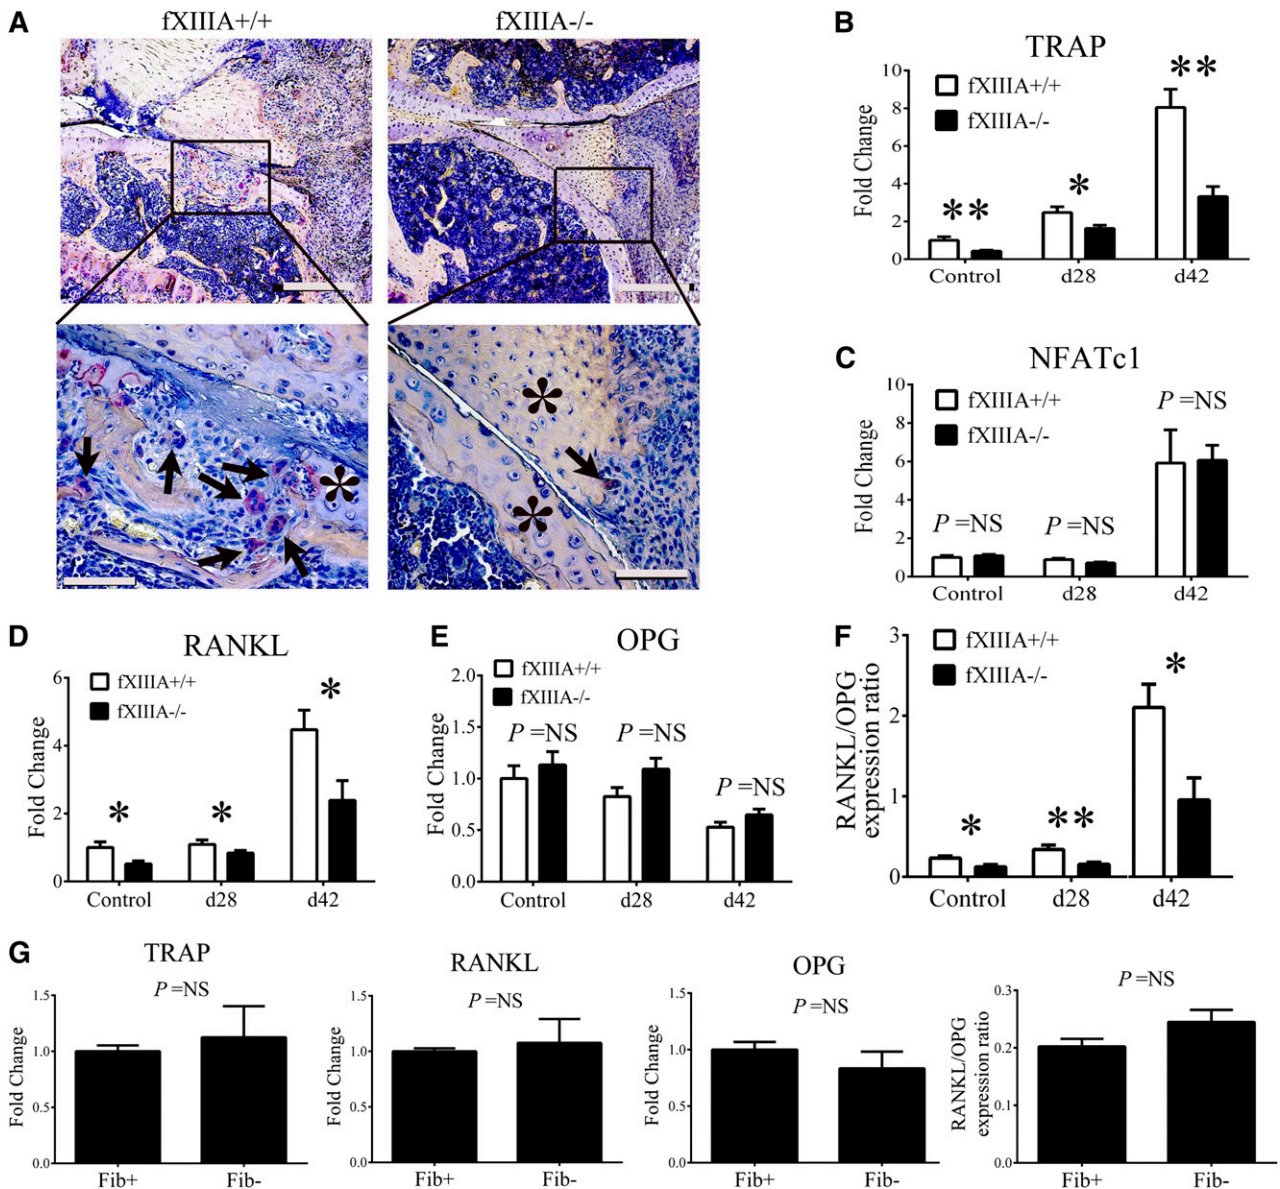 A
fXIIIA+/+
fXIIIA-/-
*
*
*
B
TRAP
fXIIIA+/+
fXIIIA-/-
Fold Change
10
8
6
4
2
0
**
*
**
Control
d28
d42
C
NFATc1
fXIIIA+/+
fXIIIA-/-
Fold Change
10
8
6
4
2
0
P =NS
P =NS
P =NS
Control
d28
d42
D
RANKL
fXIIIA+/+
fXIIIA-/-
Fold Change
6
4
2
0
*
*
*
Control
d28
d42
E
OPG
fXIIIA+/+
fXIIIA-/-
Fold Change
2.0
1.5
1.0
0.5
0.0
P =NS
P =NS
P =NS
Control
d28
d42
F
fXIIIA+/+
fXIIIA-/-
RANKL/OPG
expression ratio
3
2
1
0
*
**
*
Control
d28
d42
G
TRAP
P =NS
Fold Change
1.5
1.0
0.5
0.0
Fib+
Fib-
RANKL
P =NS
Fold Change
1.5
1.0
0.5
0.0
Fib+
Fib-
OPG
P =NS
Fold Change
1.5
1.0
0.5
0.0
Fib+
Fib-
P =NS
RANKL/OPG
expression ratio
0.3
0.2
0.1
0.0
Fib+
Fib-